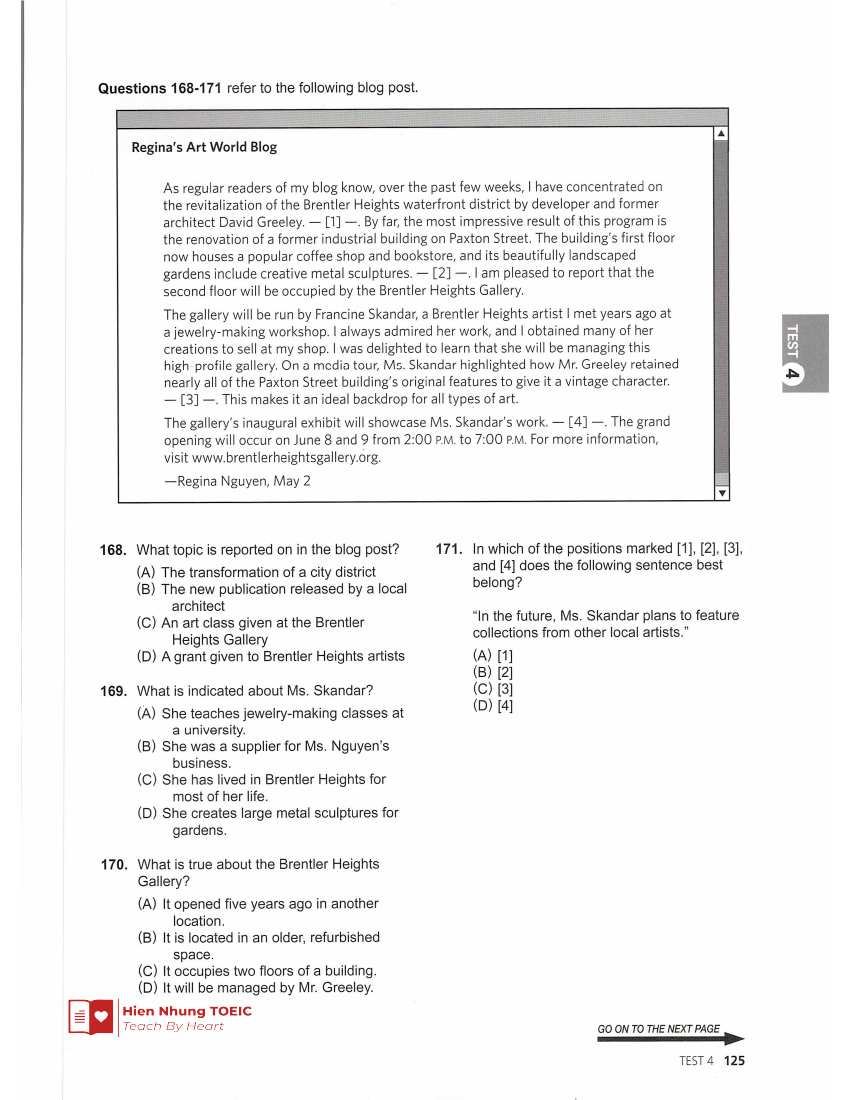 Questions 168-171 refer to the following blog post.
Regina's Art World Blog
As regular readers of my blog know, over the past few weeks, I have concentrated on
the revitalization of the Brentler Heights waterfront district by developer and former
architect David Greeley. — [1] —. By far, the most impressive result of this program is
the renovation of a former industrial building on Paxton Street. The building's first floor
now houses a popular coffee shop and bookstore, and its beautifully landscaped
gardens include creative metal sculptures. — [2] —. I am pleased to report that the
second floor will be occupied by the Brentler Heights Gallery.
The gallery will be run by Francine Skandar, a Brentler Heights artist I met years ago at
a jewelry-making workshop. I always admired her work, and I obtained many of her
creations to sell at my shop. I was delighted to learn that she will be managing this
high-profile gallery. On a media tour, Ms. Skandar highlighted how Mr. Greeley retained
nearly all of the Paxton Street building's original features to give it a vintage character.
— [3] —. This makes it an ideal backdrop for all types of art.
The gallery's inaugural exhibit will showcase Ms. Skandar's work. — [4] —. The grand
opening will occur on June 8 and 9 from 2:00 P.M. to 7:00 P.M. For more information,
visit www.brentlerheightsgallery.org.
—Regina Nguyen, May 2
TEST 4
168. What topic is reported on in the blog post?
(A) The transformation of a city district
(B) The new publication released by a local
architect
(C) An art class given at the Brentler
Heights Gallery
(D) A grant given to Brentler Heights artists
169. What is indicated about Ms. Skandar?
(A) She teaches jewelry-making classes at
a university.
(B) She was a supplier for Ms. Nguyen's
business.
(C) She has lived in Brentler Heights for
most of her life.
(D) She creates large metal sculptures for
gardens.
170. What is true about the Brentler Heights
Gallery?
(A) It opened five years ago in another
location.
(B) It is located in an older, refurbished
space.
(C) It occupies two floors of a building.
(D) It will be managed by Mr. Greeley.
171. In which of the positions marked [1], [2], [3],
and [4] does the following sentence best
belong?
"In the future, Ms. Skandar plans to feature
collections from other local artists."
(A) [1]
(B) [2]
(C) [3]
(D) [4]
Hien Nhung TOEIC
Teach By Heart
GO ON TO THE NEXT PAGE
TEST 4 125